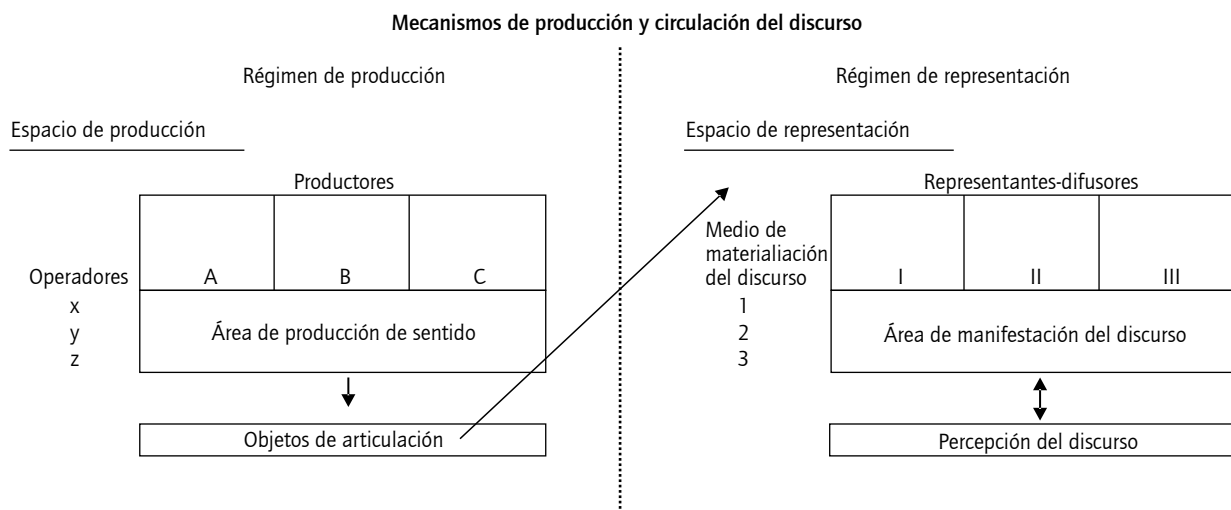 Mecanismos de producción y circulación del discurso
Régimen de producción
Espacio de producción
Productores
A B C
Operadores
x
y
z
Área de producción de sentido
Objetos de articulación
Régimen de representación
Espacio de representación
Representantes-difusores
Medio de
materialiación
del discurso
I II III
1
2
3
Área de manifestación del discurso
Percepción del discurso